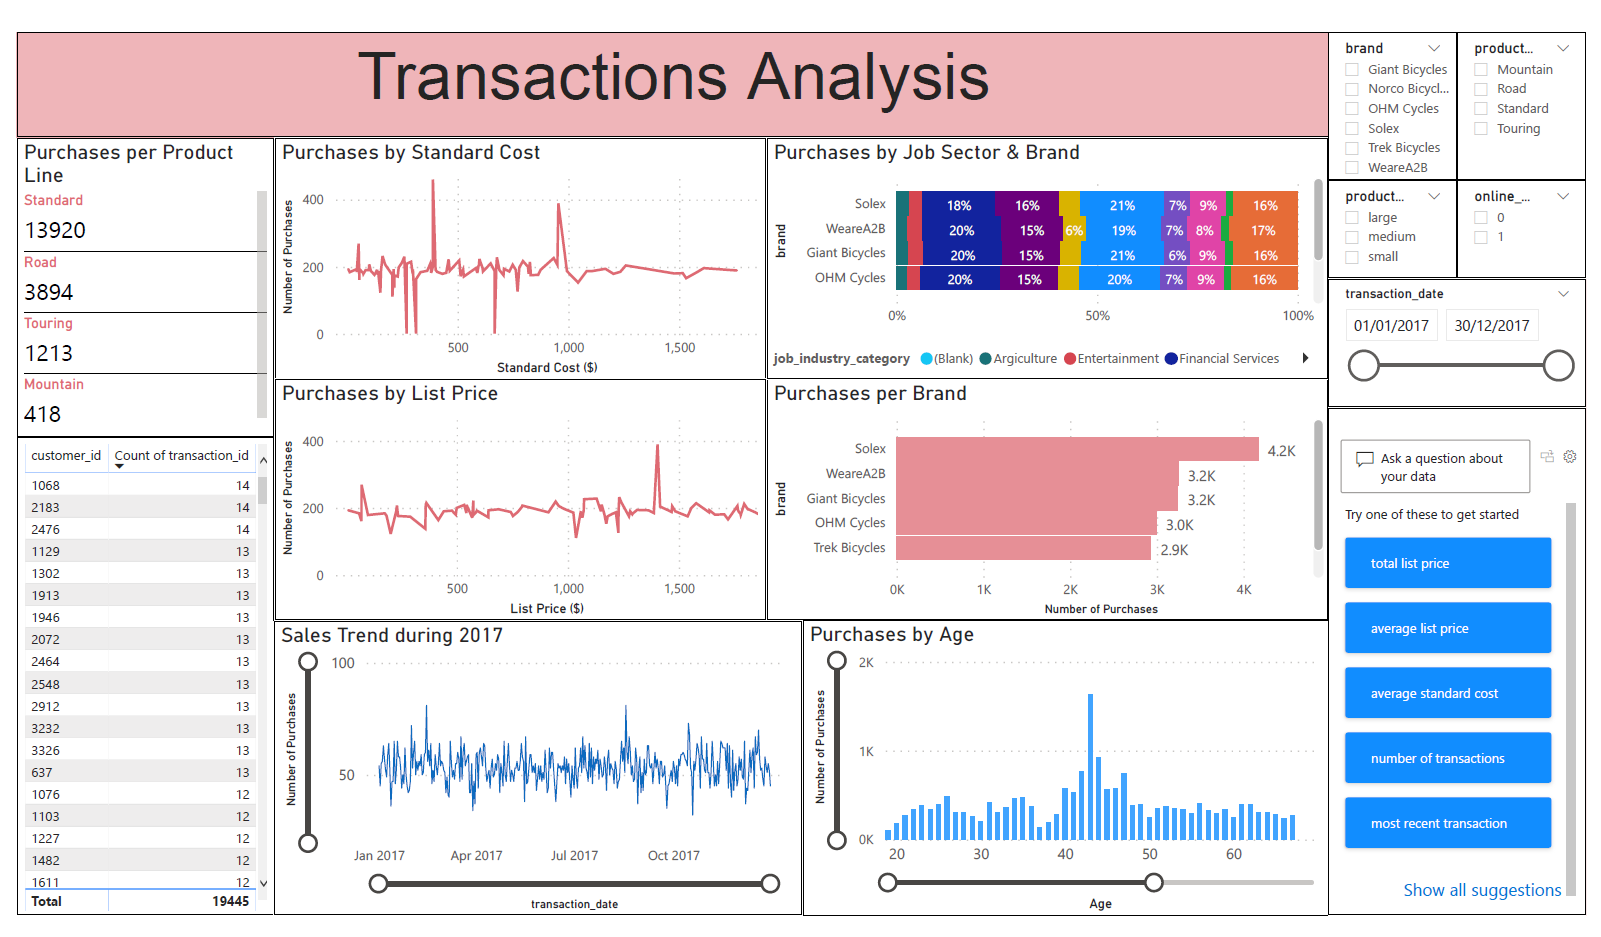 Transactions Analysis
Purchases per Product
Line
Standard
13920
Road
3894
Touring
1213
Mountain
418
customer_id Count of transaction_id
1068 14
2183 14
2476 14
1129 13
1302 13
1913 13
1946 13
2072 13
2464 13
2548 13
2912 13
3232 13
3326 13
637 13
1076 12
1103 12
1227 12
1482 12
1611 12
Total 19445
Purchases by Standard Cost
Number of Purchases
400
200
0
500 1,000 1,500
Standard Cost ($)
Purchases by List Price
Number of Purchases
400
200
0
500 1,000 1,500
List Price ($)
Purchases by Job Sector & Brand
brand
Solex 18% 16% 21% 7% 9% 16%
WeareA2B 20% 15% 6% 19% 7% 8% 17%
Giant Bicycles 20% 15% 21% 6% 9% 16%
OHM Cycles 20% 15% 20% 7% 9% 16%
0% 50% 100%
job_industry_category (Blank) Argiculture Entertainment Financial Services
Purchases per Brand
brand
Solex 4.2K
WeareA2B 3.2K
Giant Bicycles 3.2K
OHM Cycles 3.0K
Trek Bicycles 2.9K
0K 1K 2K 3K 4K
Number of Purchases
Sales Trend during 2017
Number of Purchases
100
50
Jan 2017 Apr 2017 Jul 2017 Oct 2017
transaction_date
Purchases by Age
Number of Purchases
2K
1K
0K
20 30 40 50 60
Age
brand
Giant Bicycles
Norco Bicycl...
OHM Cycles
Solex
Trek Bicycles
WeareA2B
product...
Mountain
Road
Standard
Touring
product...
large
medium
small
online_...
0
1
transaction_date
01/01/2017 30/12/2017
Ask a question about
your data
Try one of these to get started
total list price
average list price
average standard cost
number of transactions
most recent transaction
Show all suggestions